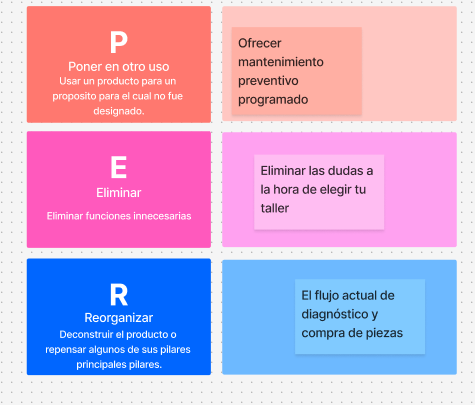 P
Poner en otro uso
Usar un producto para un
proposito para el cual no fue
designado.
Ofrecer
mantenimiento
preventivo
programado
E
Eliminar
Eliminar funciones innecesarias
Eliminar las dudas a
la hora de elegir tu
taller
R
Reorganizar
Deconstruir el producto o
repensar algunos de sus pilares
principales pilares.
El flujo actual de
diagnóstico y
compra de piezas